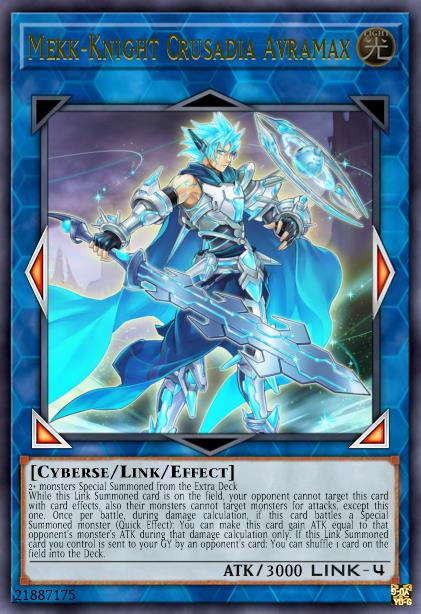 MEKK-KNIGHT CRUSADIA AVRAMAX
LIGHT
光
[CYBERSE/LINK/EFFECT]
2+ monsters Special Summoned from the Extra Deck
While this Link Summoned card is on the field, your opponent cannot target this card
with card effects, also their monsters cannot target monsters for attacks, except this
one. Once per battle, during damage calculation, if this card battles a Special
Summoned monster (Quick Effect): You can make this card gain ATK equal to that
opponent's monster's ATK during that damage calculation only. If this Link Summoned
card you control is sent to your GY by an opponent's card: You can shuffle 1 card on the
field into the Deck.
ATK/3000 LINK-4
21887175